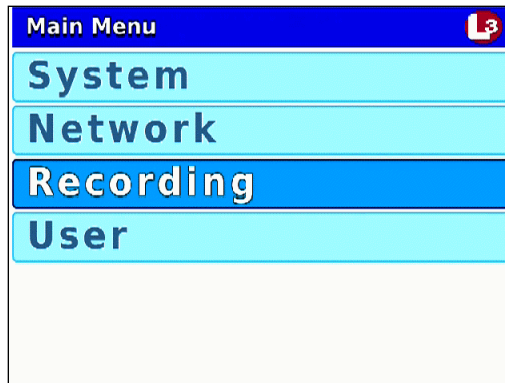 Main Menu
L3
System
Network
Recording
User